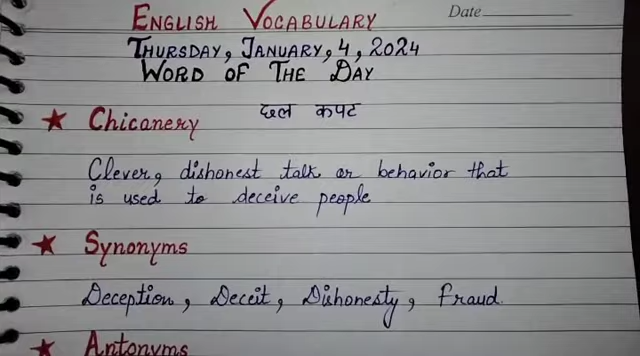 ENGLISH VOCABULARY
Date
THURSDAY, JANUARY, 4, 2024
WORD OF THE DAY
★ Chicanery छल कपट
Clever, dishonest talk or behavior that
is used to deceive people
★ Synonyms
Deception, Deceit, Dishonesty, Fraud.
★ Antonyms